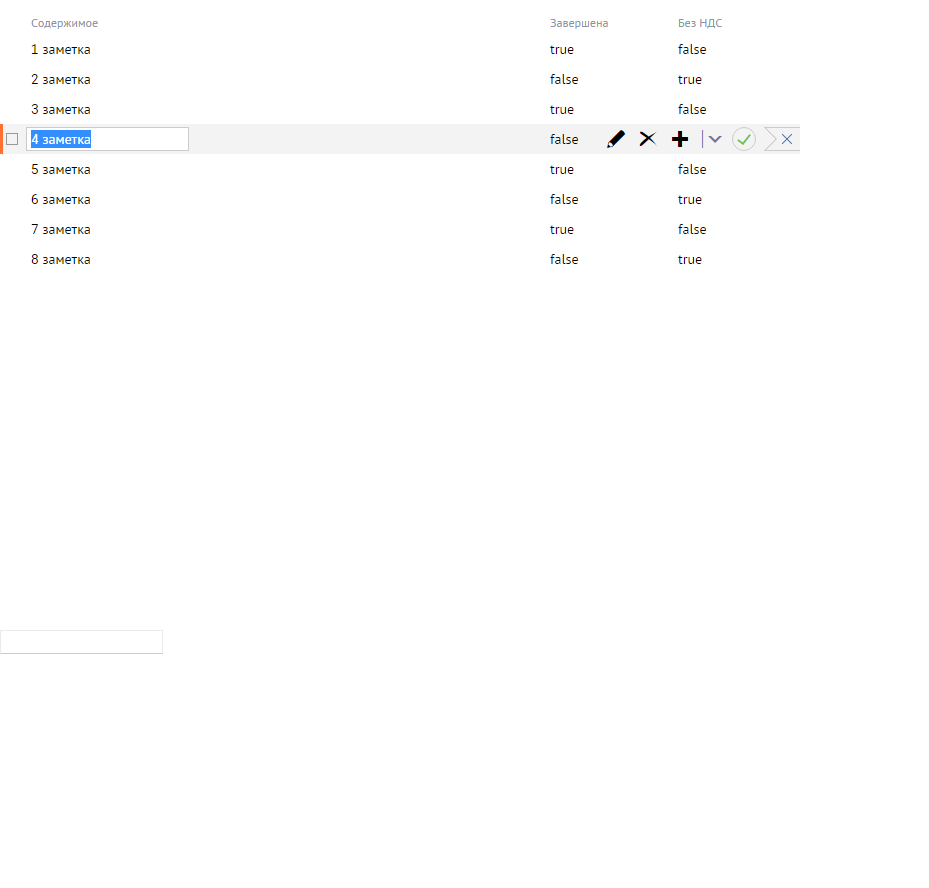 Содержимое Завершена Без НДС
1 заметка true false
2 заметка false true
3 заметка true false
4 заметка false
5 заметка true false
6 заметка false true
7 заметка true false
8 заметка false true